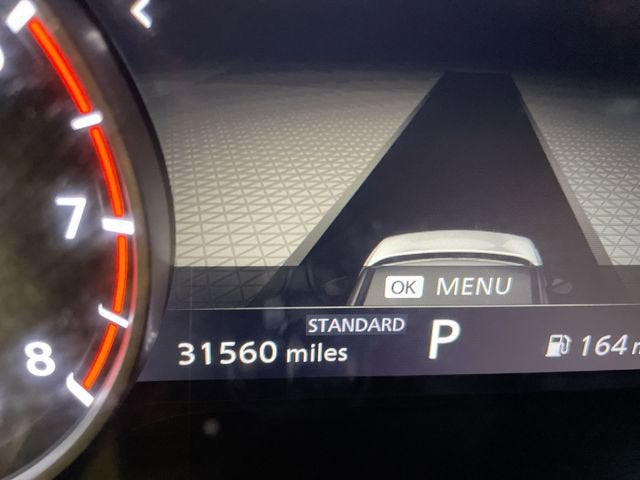 7
8
OK MENU
STANDARD
P
31560 miles
164